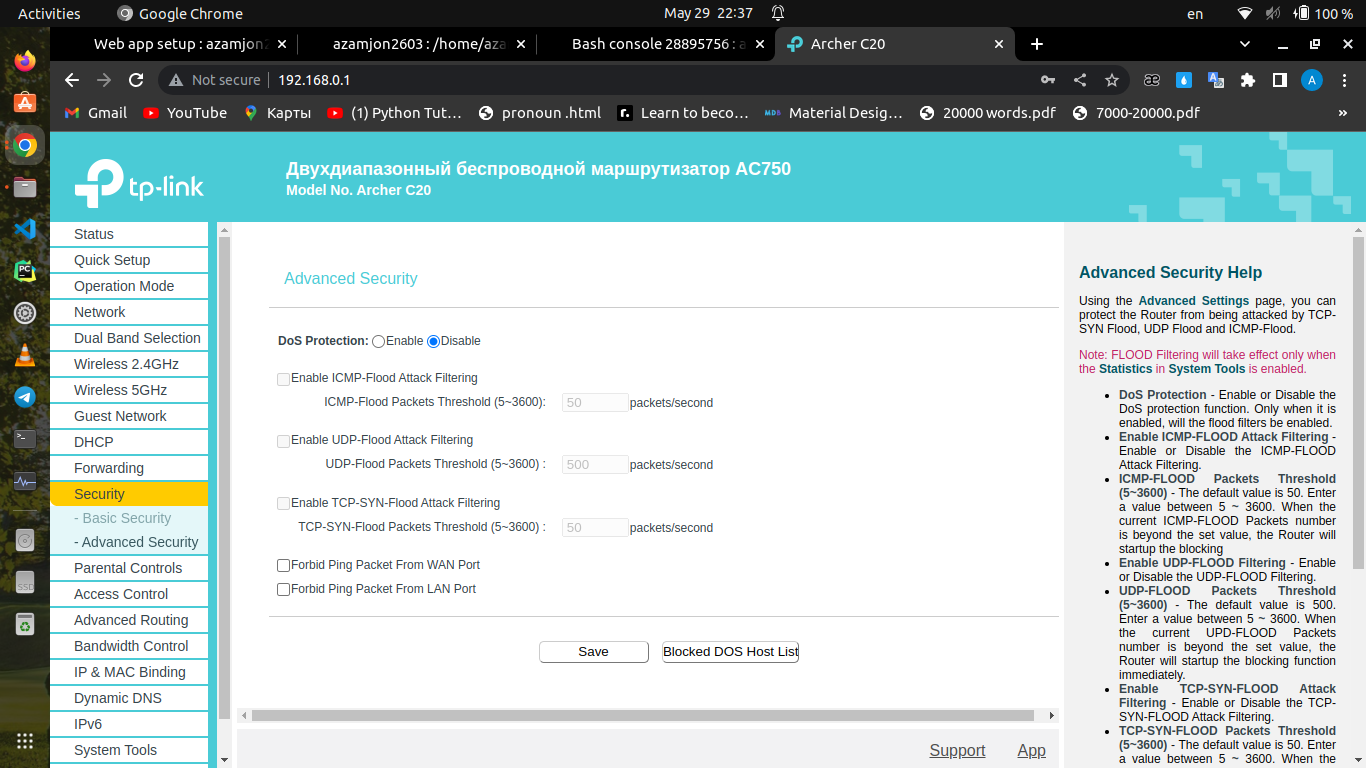 Activities
Google Chrome
May 29 22:37
en
100 %
Web app setup : azamjon2
azamjon2603 : /home/aza
Bash console 28895756 : a
Archer C20
Not secure
192.168.0.1
æ
A
Gmail
YouTube
Карты
(1) Python Tut…
pronoun .html
Learn to beco…
Material Desig…
20000 words.pdf
7000-20000.pdf
»
tp-link
Двухдиапазонный беспроводной маршрутизатор AC750
Model No. Archer C20
Status
Quick Setup
Operation Mode
Network
Dual Band Selection
Wireless 2.4GHz
Wireless 5GHz
Guest Network
DHCP
Forwarding
Security
- Basic Security
- Advanced Security
Parental Controls
Access Control
Advanced Routing
Bandwidth Control
IP & MAC Binding
Dynamic DNS
IPv6
System Tools
Advanced Security
DoS Protection: Enable Disable
Enable ICMP-Flood Attack Filtering
ICMP-Flood Packets Threshold (5~3600): 50 packets/second
Enable UDP-Flood Attack Filtering
UDP-Flood Packets Threshold (5~3600) : 500 packets/second
Enable TCP-SYN-Flood Attack Filtering
TCP-SYN-Flood Packets Threshold (5~3600) : 50 packets/second
Forbid Ping Packet From WAN Port
Forbid Ping Packet From LAN Port
Save
Blocked DOS Host List
Support
App
Advanced Security Help
Using the Advanced Settings page, you can
protect the Router from being attacked by TCP-
SYN Flood, UDP Flood and ICMP-Flood.
Note: FLOOD Filtering will take effect only when
the Statistics in System Tools is enabled.
• DoS Protection - Enable or Disable the
DoS protection function. Only when it is
enabled, will the flood filters be enabled.
• Enable ICMP-FLOOD Attack Filtering -
Enable or Disable the ICMP-FLOOD
Attack Filtering.
• ICMP-FLOOD Packets Threshold
(5~3600) - The default value is 50. Enter
a value between 5 ~ 3600. When the
current ICMP-FLOOD Packets number
is beyond the set value, the Router will
startup the blocking
• Enable UDP-FLOOD Filtering - Enable
or Disable the UDP-FLOOD Filtering.
• UDP-FLOOD Packets Threshold
(5~3600) - The default value is 500.
Enter a value between 5 ~ 3600. When
the current UPD-FLOOD Packets
number is beyond the set value, the
Router will startup the blocking function
immediately.
• Enable TCP-SYN-FLOOD Attack
Filtering - Enable or Disable the TCP-
SYN-FLOOD Attack Filtering.
• TCP-SYN-FLOOD Packets Threshold
(5~3600) - The default value is 50. Enter
a value between 5 ~ 3600. When the